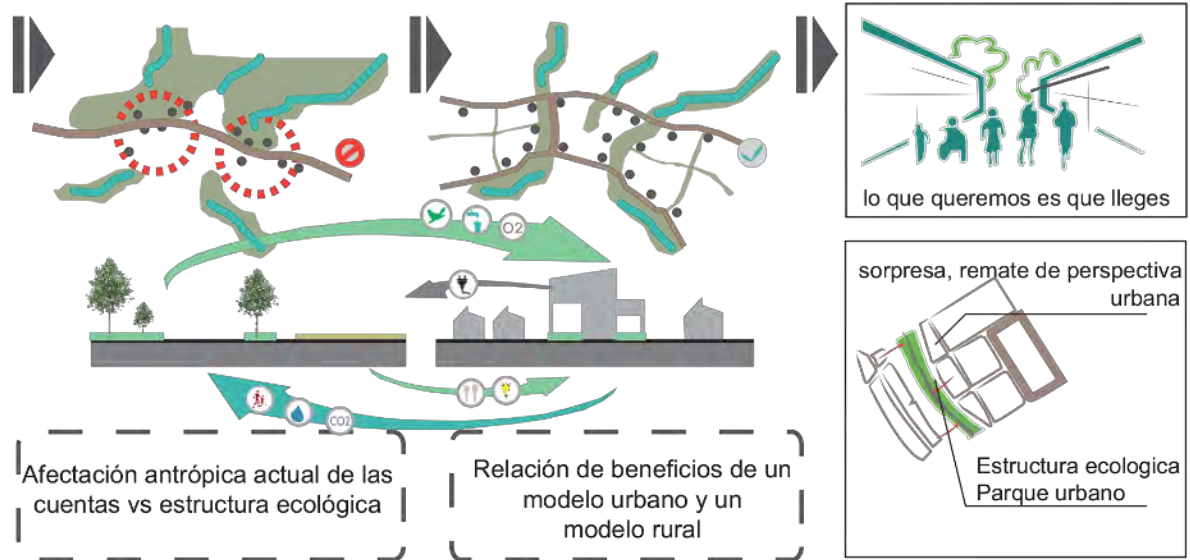 lo que queremos es que lleges
O2
sorpresa, remate de perspectiva
urbana
CO2
Afectación antrópica actual de las
cuentas vs estructura ecológica
Relación de beneficios de un
modelo urbano y un
modelo rural
Estructura ecologica
Parque urbano